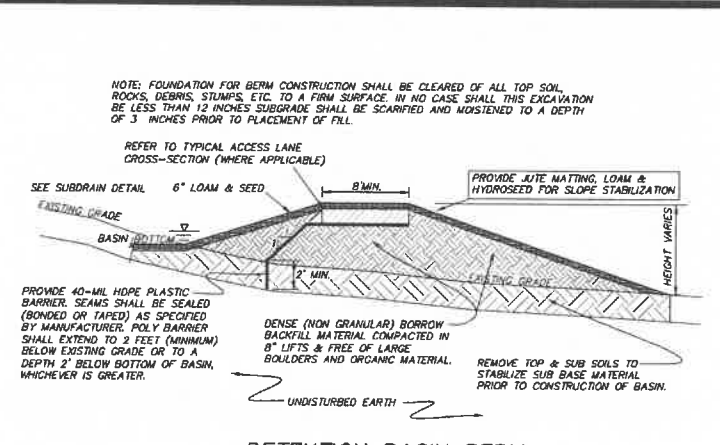 NOTE: FOUNDATION FOR BERM CONSTRUCTION SHALL BE CLEARED OF ALL TOP SOIL,
ROCKS, DEBRIS, STUMPS, ETC. TO A FIRM SURFACE. IN NO CASE SHALL THIS EXCAVATION
BE LESS THAN 12 INCHES SUBGRADE SHALL BE SCARIFIED AND MOISTENED TO A DEPTH
OF 3 INCHES PRIOR TO PLACEMENT OF FILL.
REFER TO TYPICAL ACCESS LANE
CROSS-SECTION (WHERE APPLICABLE)
SEE SUBDRAIN DETAIL
6" LOAM & SEED
8'MIN.
PROVIDE JUTE MATTING, LOAM &
HYDROSEED FOR SLOPE STABILIZATION
EXISTING GRADE
BASIN BOTTOM
1'
2' MIN.
EXISTING GRADE
HEIGHT VARIES
PROVIDE 40-MIL HDPE PLASTIC
BARRIER. SEAMS SHALL BE SEALED
(BONDED OR TAPED) AS SPECIFIED
BY MANUFACTURER. POLY BARRIER
SHALL EXTEND TO 2 FEET (MINIMUM)
BELOW EXISTING GRADE OR TO A
DEPTH 2' BELOW BOTTOM OF BASIN,
WHICHEVER IS GREATER.
DENSE (NON GRANULAR) BORROW
BACKFILL MATERIAL COMPACTED IN
8" LIFTS & FREE OF LARGE
BOULDERS AND ORGANIC MATERIAL.
REMOVE TOP & SUB SOILS TO
STABILIZE SUB BASE MATERIAL
PRIOR TO CONSTRUCTION OF BASIN.
UNDISTURBED EARTH
DETENTION BASIN BERM